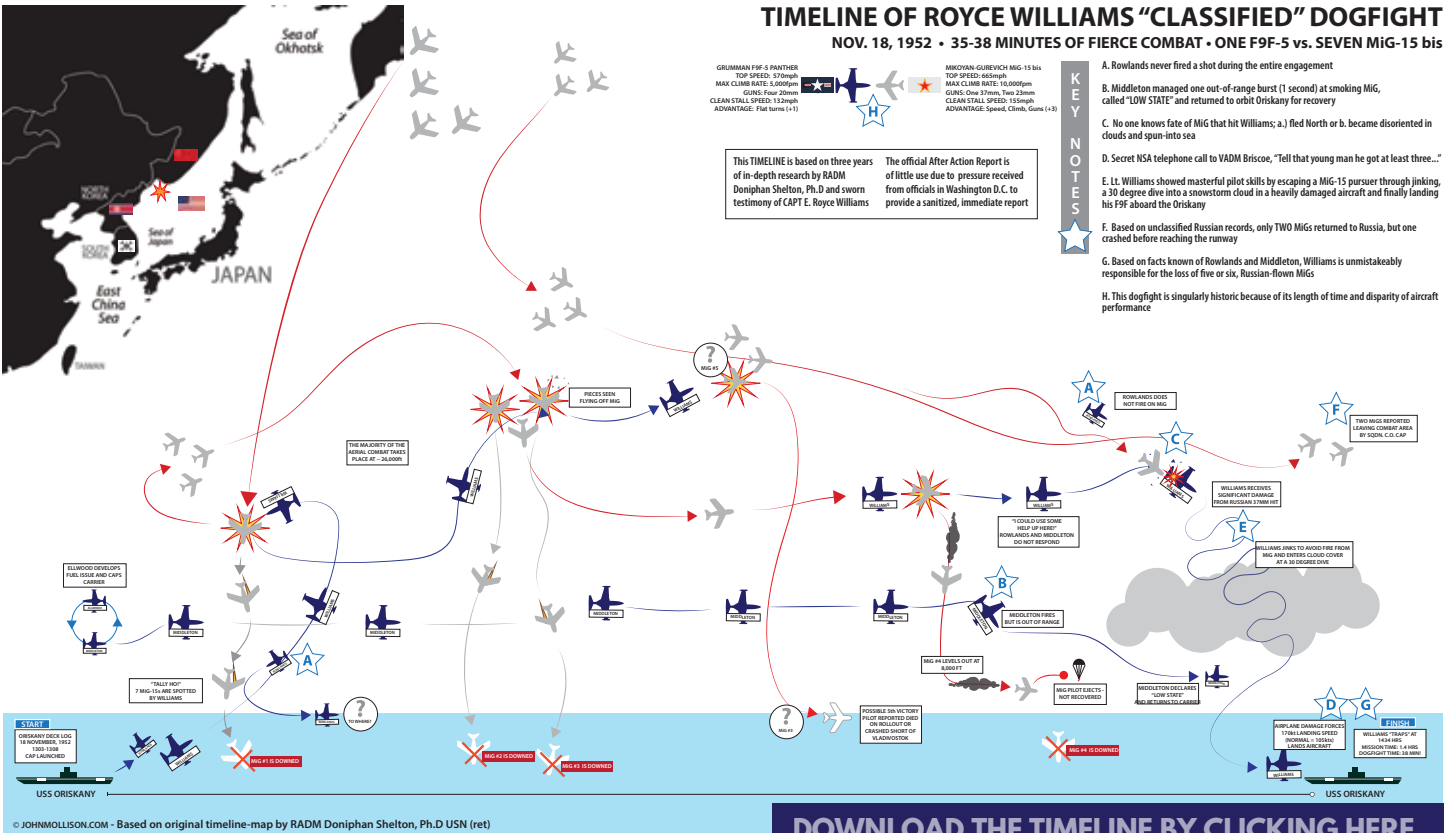 TIMELINE OF ROYCE WILLIAMS “CLASSIFIED” DOGFIGHT
NOV. 18, 1952 • 35-38 MINUTES OF FIERCE COMBAT • ONE F9F-5 vs. SEVEN MiG-15 bis
Sea of
Okhotsk
NORTH
KOREA
SOUTH
KOREA
Sea of
Japan
JAPAN
East
China
Sea
TAIWAN
GRUMMAN F9F-5 PANTHER
TOP SPEED: 570mph
MAX CLIMB RATE: 5,000fpm
GUNS: Four 20mm
CLEAN STALL SPEED: 132mph
ADVANTAGE: Flat turns (+1)
H
MIKOYAN-GUREVICH MiG-15 bis
TOP SPEED: 665mph
MAX CLIMB RATE: 10,000fpm
GUNS: One 37mm, Two 23mm
CLEAN STALL SPEED: 155mph
ADVANTAGE: Speed, Climb, Guns (+3)
This TIMELINE is based on three years
of in-depth research by RADM
Doniphan Shelton, Ph.D and sworn
testimony of CAPT E. Royce Williams
The official After Action Report is
of little use due to pressure received
from officials in Washington D.C. to
provide a sanitized, immediate report
KEY NOTES
A. Rowlands never fired a shot during the entire engagement
B. Middleton managed one out-of-range burst (1 second) at smoking MiG,
called “LOW STATE” and returned to orbit Oriskany for recovery
C. No one knows fate of MiG that hit Williams; a.) fled North or b. became disoriented in
clouds and spun-into sea
D. Secret NSA telephone call to VADM Briscoe, “Tell that young man he got at least three...”
E. Lt. Williams showed masterful pilot skills by escaping a MiG-15 pursuer through jinking,
a 30 degree dive into a snowstorm cloud in a heavily damaged aircraft and finally landing
his F9F aboard the Oriskany
F. Based on unclassified Russian records, only TWO MiGs returned to Russia, but one
crashed before reaching the runway
G. Based on facts known of Rowlands and Middleton, Williams is unmistakeably
responsible for the loss of five or six, Russian-flown MiGs
H. This dogfight is singularly historic because of its length of time and disparity of aircraft
performance
?
MiG #5
PIECES SEEN
FLYING OFF MiG
WILLIAMS
A
ROWLANDS DOES
NOT FIRE ON MiG
F
TWO MIGS REPORTED
LEAVING COMBAT AREA
BY SQDN. C.O. CAP
C
THE MAJORITY OF THE
AERIAL COMBAT TAKES
PLACE AT ~ 26,000ft
WILLIAMS
WILLIAMS
WILLIAMS
WILLIAMS RECEIVES
SIGNIFICANT DAMAGE
FROM RUSSIAN 37MM HIT
"I COULD USE SOME
HELP UP HERE!"
ROWLANDS AND MIDDLETON
DO NOT RESPOND
E
WILLIAMS JINKS TO AVOID FIRE FROM
MiG AND ENTERS CLOUD COVER
AT A 30 DEGREE DIVE
ELLWOOD DEVELOPS
FUEL ISSUE AND CAPS
CARRIER
MIDDLETON
WILLIAMS
MIDDLETON
MIDDLETON
MIDDLETON
MIDDLETON
B
MIDDLETON
MIDDLETON FIRES
BUT IS OUT OF RANGE
A
MiG #4 LEVELS OUT AT
8,000 FT
MiG PILOT EJECTS -
NOT RECOVERED
MIDDLETON DECLARES
"LOW STATE"
AND RETURNS TO CARRIER
"TALLY HO!"
7 MiG-15s ARE SPOTTED
BY WILLIAMS
?
TO WHERE?
?
POSSIBLE 5th VICTORY
PILOT REPORTED DIED
ON ROLLOUT OR
CRASHED SHORT OF
VLADIVOSTOK
D
G
START
ORISKANY DECK LOG
18 NOVEMBER, 1952
1303-1308
CAP LAUNCHED
WILLIAMS
MiG #1 IS DOWNED
MiG #2 IS DOWNED
MiG #3 IS DOWNED
MiG #4 IS DOWNED
AIRPLANE DAMAGE FORCES
170kt LANDING SPEED
(NORMAL = 105kts)
LANDS AIRCRAFT
FINISH
WILLIAMS "TRAPS" AT
1434 HRS
MISSION TIME: 1.4 HRS
DOGFIGHT TIME: 38 MIN!
WILLIAMS
USS ORISKANY
USS ORISKANY
© JOHNMOLLISON.COM - Based on original timeline-map by RADM Doniphan Shelton, Ph.D USN (ret)
DOWNLOAD THE TIMELINE BY CLICKING HERE